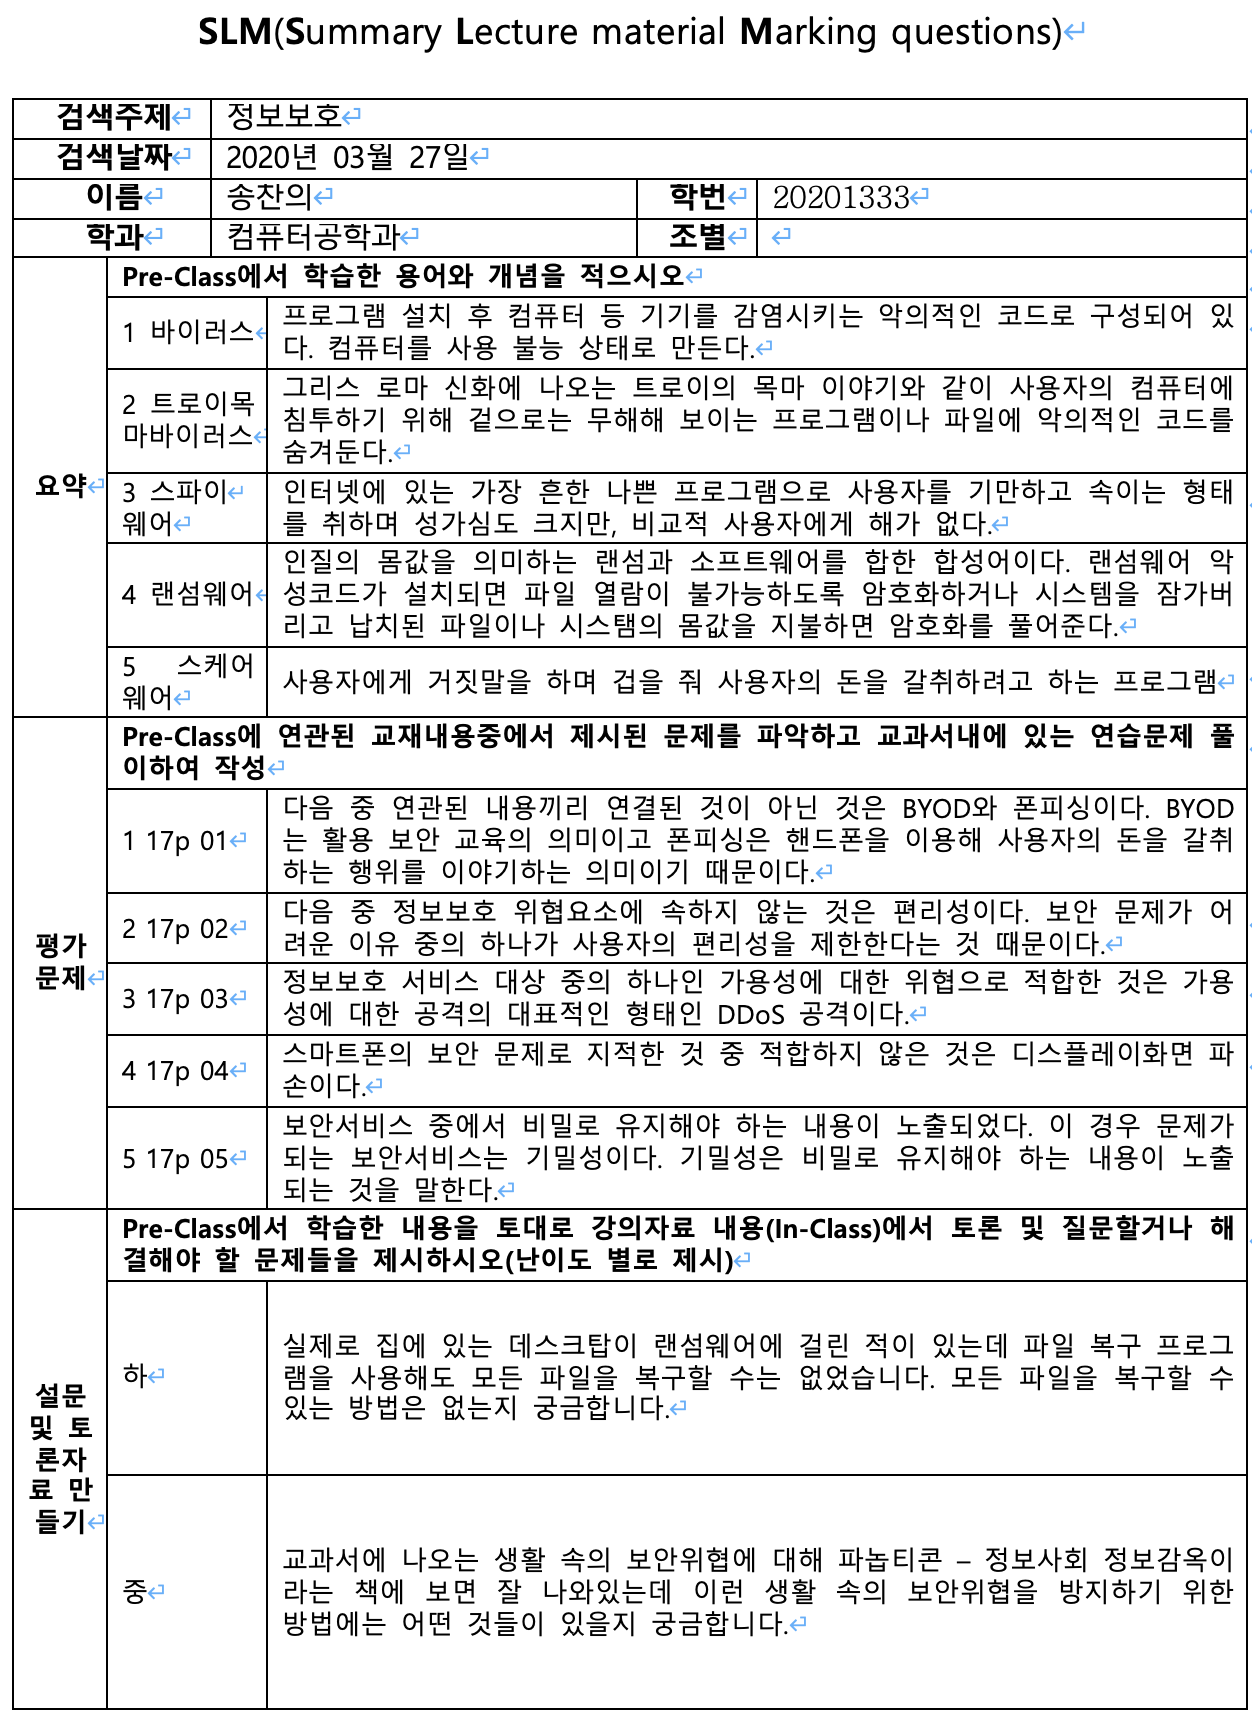 SLM(Summary Lecture material Marking questions)
검색주제 정보보호
검색날짜 2020년 03월 27일
이름 송찬의 학번 20201333
학과 컴퓨터공학과 조별
Pre-Class에서 학습한 용어와 개념을 적으시오
요약
1 바이러스
프로그램 설치 후 컴퓨터 등 기기를 감염시키는 악의적인 코드로 구성되어 있
다. 컴퓨터를 사용 불능 상태로 만든다.
2 트로이목
마바이러스
그리스 로마 신화에 나오는 트로이의 목마 이야기와 같이 사용자의 컴퓨터에
침투하기 위해 겉으로는 무해해 보이는 프로그램이나 파일에 악의적인 코드를
숨겨둔다.
3 스파이
웨어
인터넷에 있는 가장 흔한 나쁜 프로그램으로 사용자를 기만하고 속이는 형태
를 취하며 성가심도 크지만, 비교적 사용자에게 해가 없다.
4 랜섬웨어
인질의 몸값을 의미하는 랜섬과 소프트웨어를 합한 합성어이다. 랜섬웨어 악
성코드가 설치되면 파일 열람이 불가능하도록 암호화하거나 시스템을 잠가버
리고 납치된 파일이나 시스탬의 몸값을 지불하면 암호화를 풀어준다.
5 스케어
웨어
사용자에게 거짓말을 하며 겁을 줘 사용자의 돈을 갈취하려고 하는 프로그램
평가
문제
Pre-Class에 연관된 교재내용중에서 제시된 문제를 파악하고 교과서내에 있는 연습문제 풀
이하여 작성
1 17p 01
다음 중 연관된 내용끼리 연결된 것이 아닌 것은 BYOD와 폰피싱이다. BYOD
는 활용 보안 교육의 의미이고 폰피싱은 핸드폰을 이용해 사용자의 돈을 갈취
하는 행위를 이야기하는 의미이기 때문이다.
2 17p 02
다음 중 정보보호 위협요소에 속하지 않는 것은 편리성이다. 보안 문제가 어
려운 이유 중의 하나가 사용자의 편리성을 제한한다는 것 때문이다.
3 17p 03
정보보호 서비스 대상 중의 하나인 가용성에 대한 위협으로 적합한 것은 가용
성에 대한 공격의 대표적인 형태인 DDoS 공격이다.
4 17p 04
스마트폰의 보안 문제로 지적한 것 중 적합하지 않은 것은 디스플레이화면 파
손이다.
5 17p 05
보안서비스 중에서 비밀로 유지해야 하는 내용이 노출되었다. 이 경우 문제가
되는 보안서비스는 기밀성이다. 기밀성은 비밀로 유지해야 하는 내용이 노출
되는 것을 말한다.
설문
및 토
론자
료 만
들기
Pre-Class에서 학습한 내용을 토대로 강의자료 내용(In-Class)에서 토론 및 질문할거나 해
결해야 할 문제들을 제시하시오(난이도 별로 제시)
하
실제로 집에 있는 데스크탑이 랜섬웨어에 걸린 적이 있는데 파일 복구 프로그
램을 사용해도 모든 파일을 복구할 수는 없었습니다. 모든 파일을 복구할 수
있는 방법은 없는지 궁금합니다.
중
교과서에 나오는 생활 속의 보안위협에 대해 파놉티콘 – 정보사회 정보감옥이
라는 책에 보면 잘 나와있는데 이런 생활 속의 보안위협을 방지하기 위한
방법에는 어떤 것들이 있을지 궁금합니다.